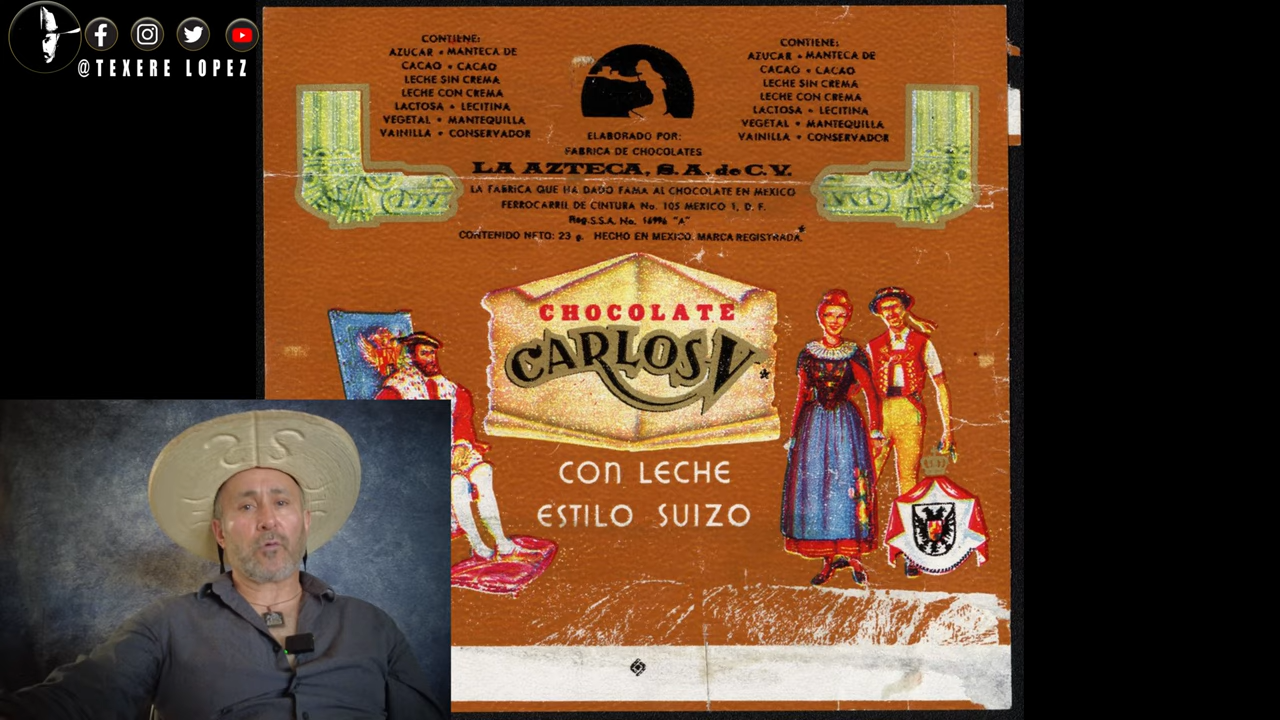 @TEXERE LOPEZ
CONTIENE:
AZUCAR • MANTECA DE
CACAO • CACAO
LECHE SIN CREMA
LECHE CON CREMA
LACTOSA • LECITINA
VEGETAL • MANTEQUILLA
VAINILLA • CONSERVADOR
ELABORADO POR:
FABRICA DE CHOCOLATES
LA AZTECA, S.A. de C.V.
LA FABRICA QUE HA DADO FAMA AL CHOCOLATE EN MEXICO
FERROCARRIL DE CINTURA No. 105 MEXICO 1, D. F.
Reg. S.S.A. No. 16996 "A"
CONTENIDO NETO: 23 g. HECHO EN MEXICO. MARCA REGISTRADA.*
CONTIENE:
AZUCAR • MANTECA DE
CACAO • CACAO
LECHE SIN CREMA
LECHE CON CREMA
LACTOSA • LECITINA
VEGETAL • MANTEQUILLA
VAINILLA • CONSERVADOR
CHOCOLATE
CARLOS V*
CON LECHE
ESTILO SUIZO